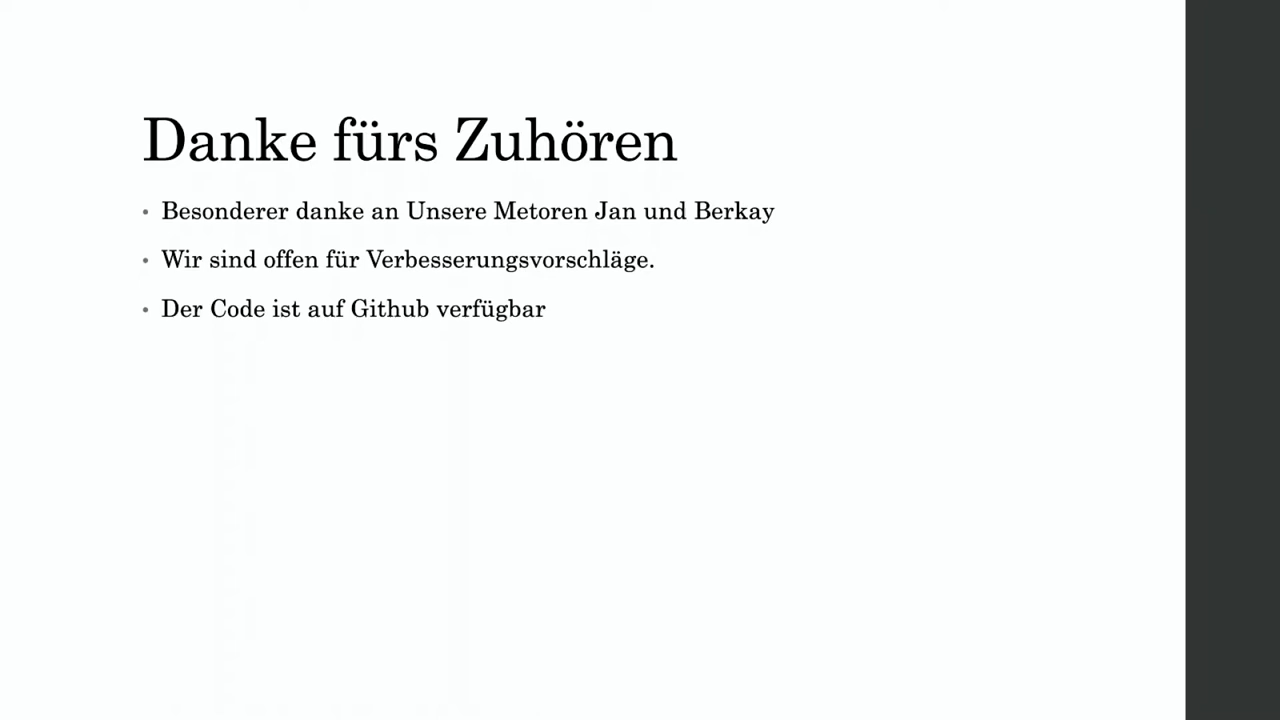 Danke fürs Zuhören
• Besonderer danke an Unsere Metoren Jan und Berkay
• Wir sind offen für Verbesserungsvorschläge.
• Der Code ist auf Github verfügbar